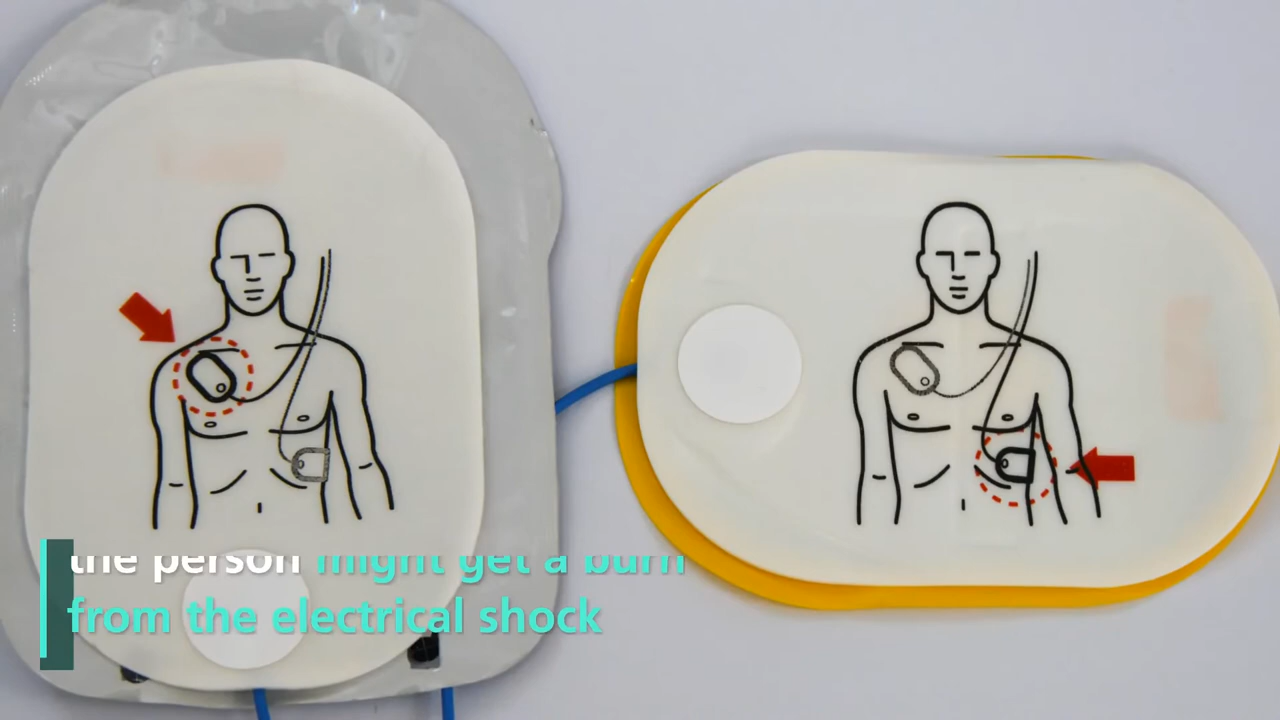 the person might get a burn
from the electrical shock